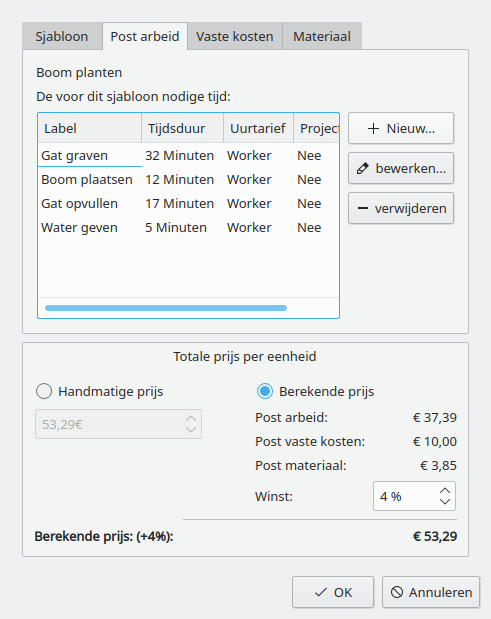 Sjabloon Post arbeid Vaste kosten Materiaal
Boom planten
De voor dit sjabloon nodige tijd:
Label Tijdsduur Uurtarief Project
Gat graven 32 Minuten Worker Nee
Boom plaatsen 12 Minuten Worker Nee
Gat opvullen 17 Minuten Worker Nee
Water geven 5 Minuten Worker Nee
Nieuw...
bewerken...
verwijderen
Totale prijs per eenheid
Handmatige prijs Berekende prijs
53,29€
Post arbeid: € 37,39
Post vaste kosten: € 10,00
Post materiaal: € 3,85
Winst: 4 %
Berekende prijs: (+4%): € 53,29
OK Annuleren